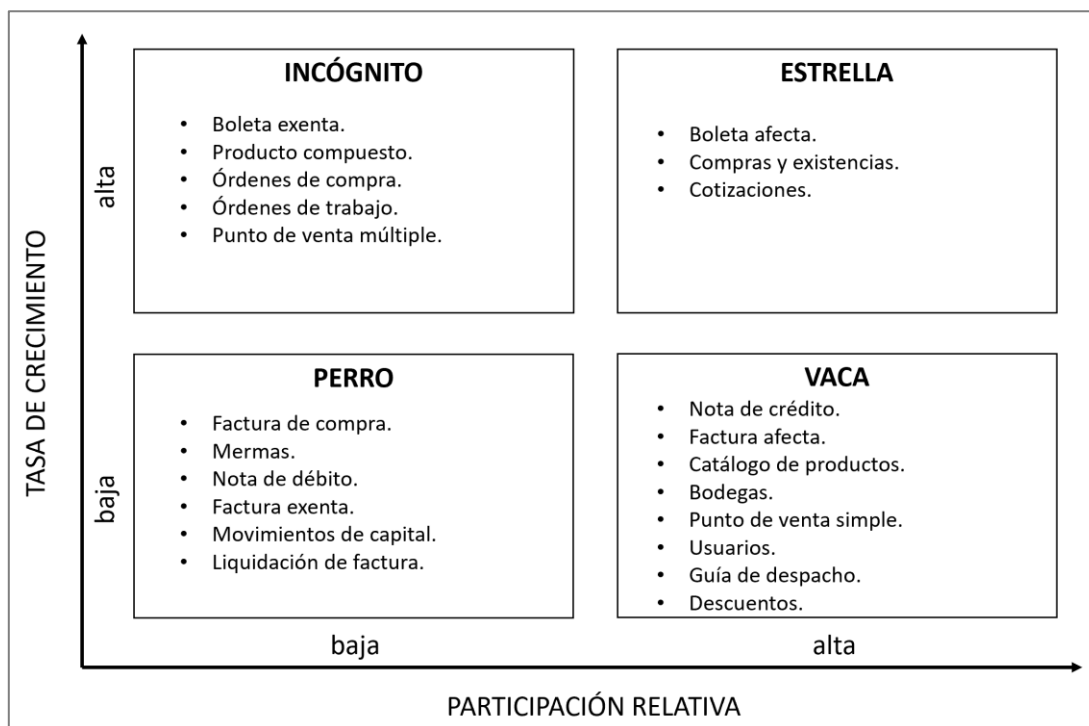 INCÓGNITO
• Boleta exenta.
• Producto compuesto.
• Órdenes de compra.
• Órdenes de trabajo.
• Punto de venta múltiple.
ESTRELLA
• Boleta afecta.
• Compras y existencias.
• Cotizaciones.
alta
TASA DE CRECIMIENTO
baja
PERRO
• Factura de compra.
• Mermas.
• Nota de débito.
• Factura exenta.
• Movimientos de capital.
• Liquidación de factura.
VACA
• Nota de crédito.
• Factura afecta.
• Catálogo de productos.
• Bodegas.
• Punto de venta simple.
• Usuarios.
• Guía de despacho.
• Descuentos.
baja
alta
PARTICIPACIÓN RELATIVA